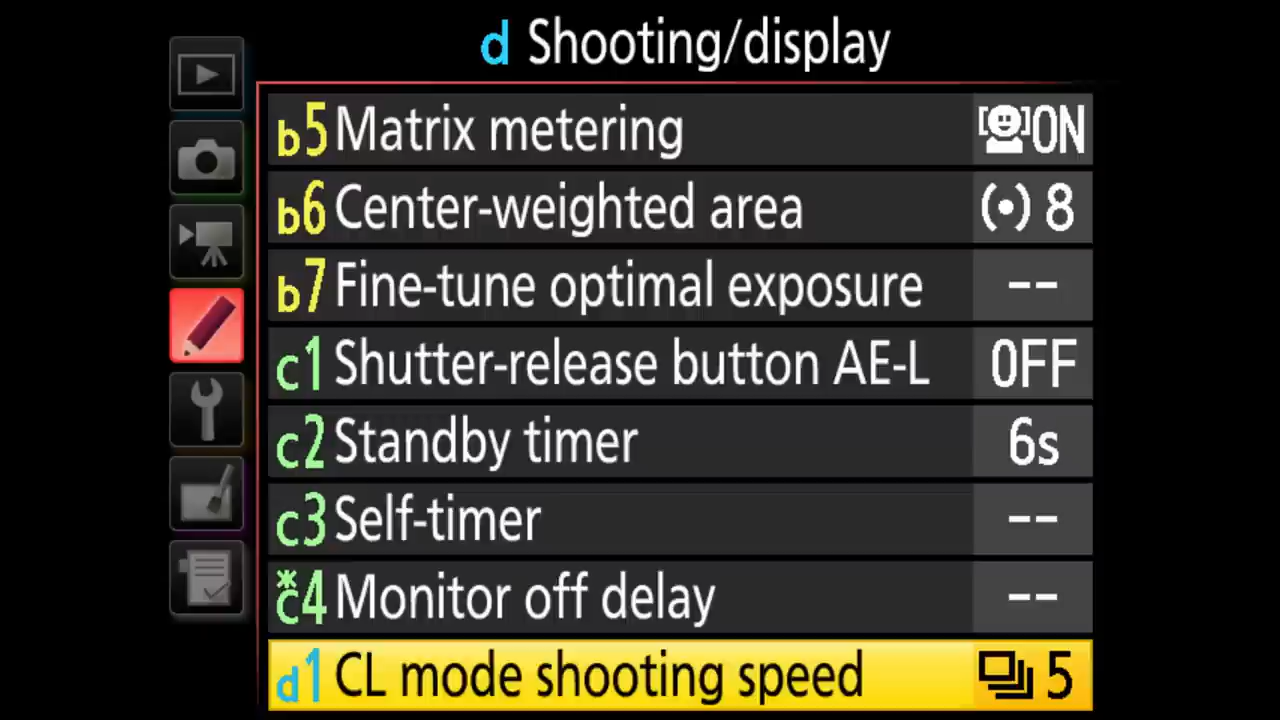 d Shooting/display
b5 Matrix metering ON
b6 Center-weighted area (•) 8
b7 Fine-tune optimal exposure --
c1 Shutter-release button AE-L OFF
c2 Standby timer 6s
c3 Self-timer --
*c4 Monitor off delay --
d1 CL mode shooting speed 5